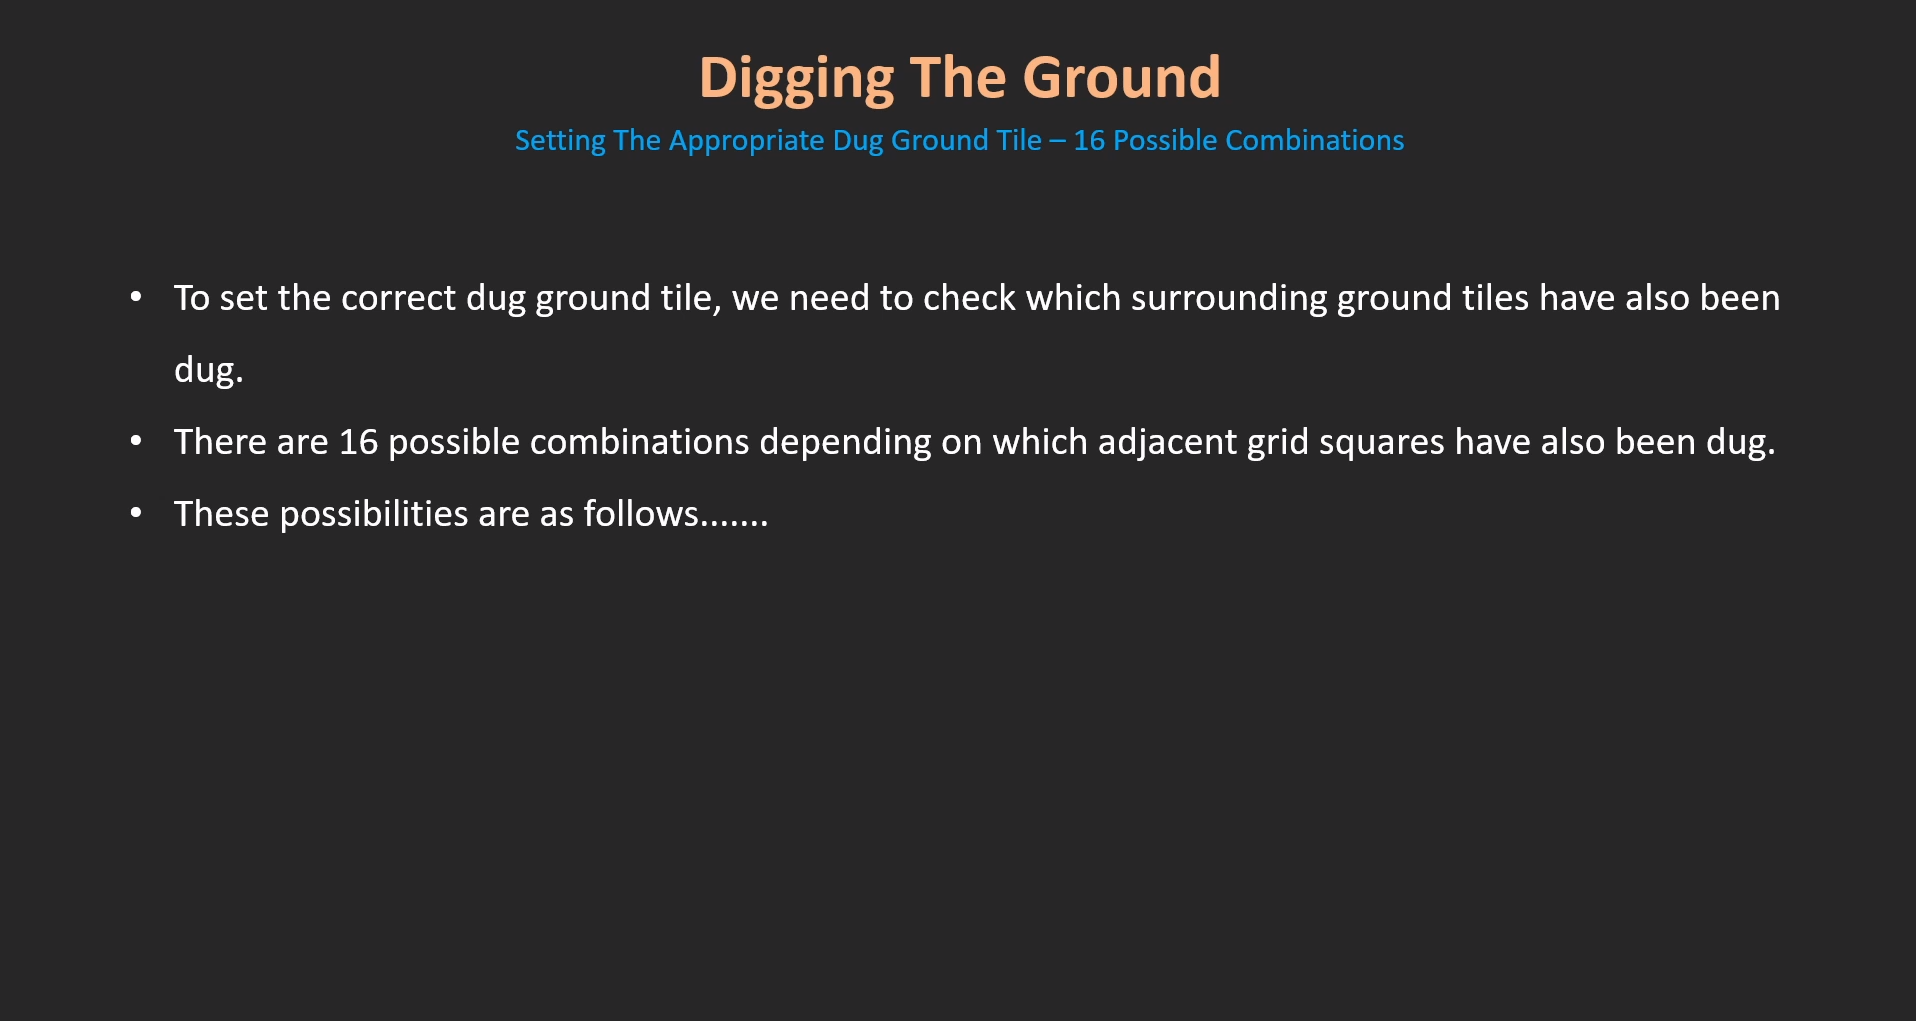 Digging The Ground
Setting The Appropriate Dug Ground Tile – 16 Possible Combinations
• To set the correct dug ground tile, we need to check which surrounding ground tiles have also been
dug.
• There are 16 possible combinations depending on which adjacent grid squares have also been dug.
• These possibilities are as follows.......